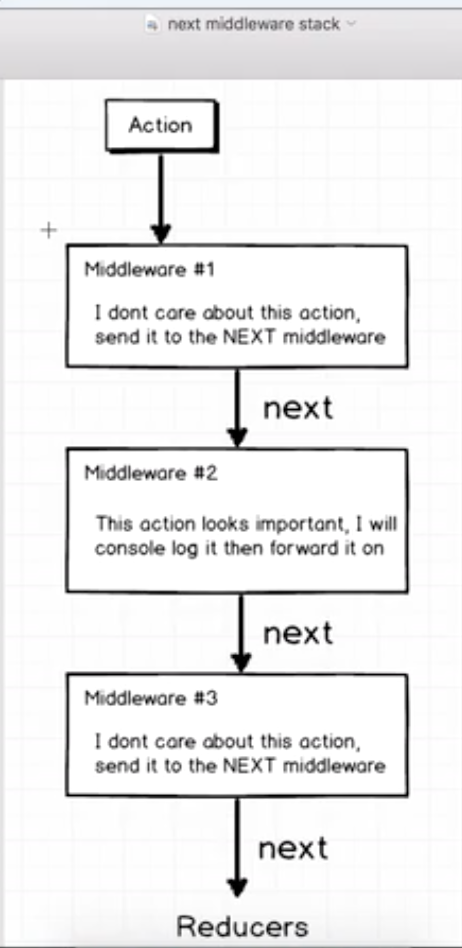 next middleware stack
Action
Middleware #1
I dont care about this action,
send it to the NEXT middleware
next
Middleware #2
This action looks important, I will
console log it then forward it on
next
Middleware #3
I dont care about this action,
send it to the NEXT middleware
next
Reducers